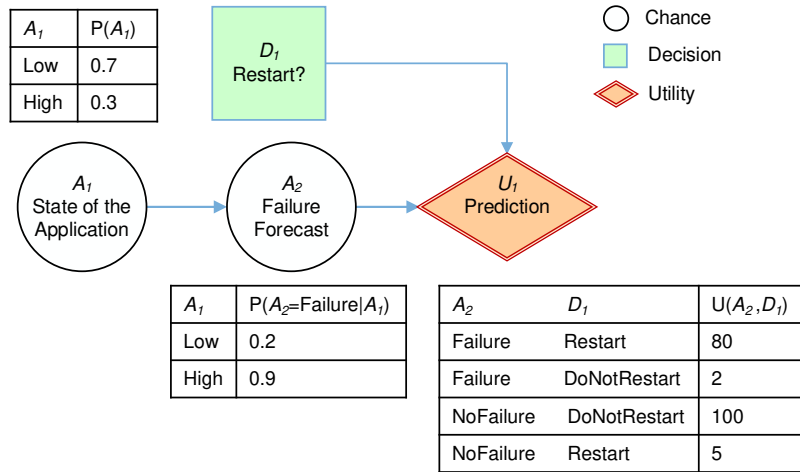 A₁ P(A₁)
Low 0.7
High 0.3
D₁
Restart?
Chance
Decision
Utility
A₁
State of the
Application
A₂
Failure
Forecast
U₁
Prediction
A₁ P(A₂=Failure|A₁)
Low 0.2
High 0.9
A₂ D₁ U(A₂,D₁)
Failure Restart 80
Failure DoNotRestart 2
NoFailure DoNotRestart 100
NoFailure Restart 5